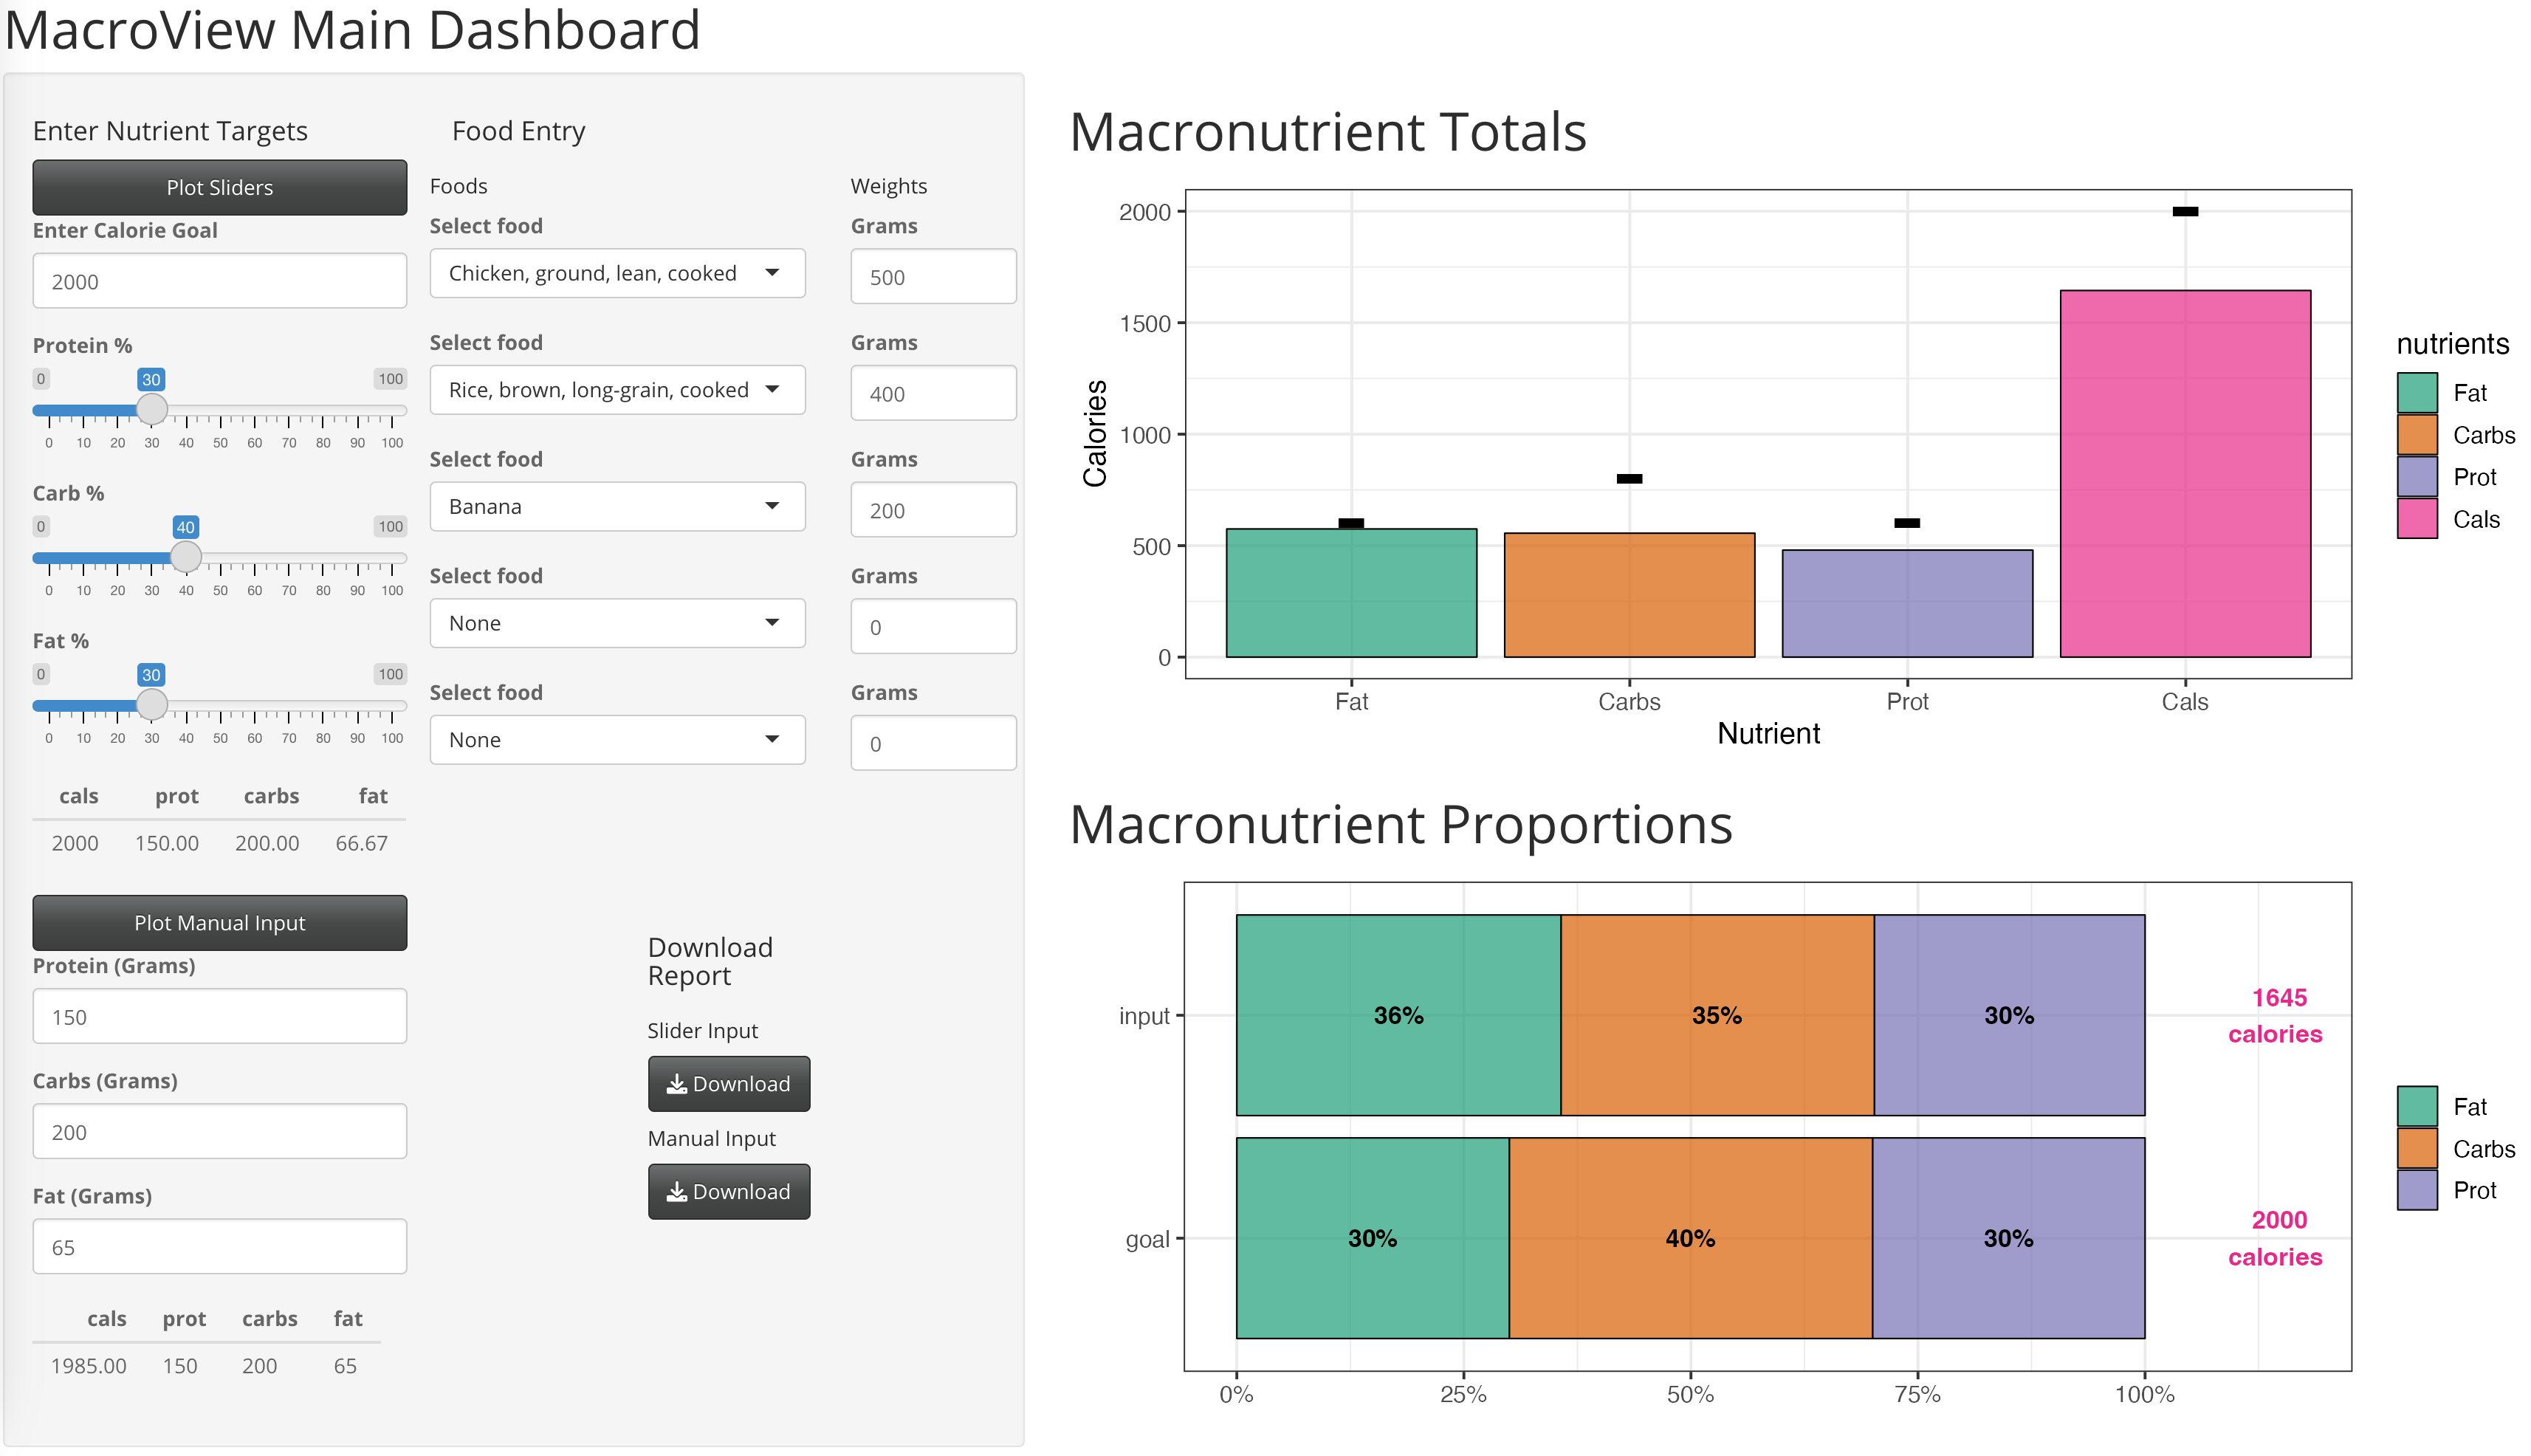 MacroView Main Dashboard
Enter Nutrient Targets
Plot Sliders
Enter Calorie Goal
2000
Protein %
0 30 100
0 10 20 30 40 50 60 70 80 90 100
Carb %
0 40 100
0 10 20 30 40 50 60 70 80 90 100
Fat %
0 30 100
0 10 20 30 40 50 60 70 80 90 100
cals prot carbs fat
2000 150.00 200.00 66.67
Plot Manual Input
Protein (Grams)
150
Carbs (Grams)
200
Fat (Grams)
65
cals prot carbs fat
1985.00 150 200 65
Food Entry
Foods Weights
Select food Grams
Chicken, ground, lean, cooked 500
Select food Grams
Rice, brown, long-grain, cooked 400
Select food Grams
Banana 200
Select food Grams
None 0
Select food Grams
None 0
Download
Report
Slider Input
Download
Manual Input
Download
Macronutrient Totals
Calories
2000
1500
1000
500
0
Fat Carbs Prot Cals
Nutrient
nutrients
Fat
Carbs
Prot
Cals
Macronutrient Proportions
input 36% 35% 30% 1645
calories
goal 30% 40% 30% 2000
calories
0% 25% 50% 75% 100%
Fat
Carbs
Prot